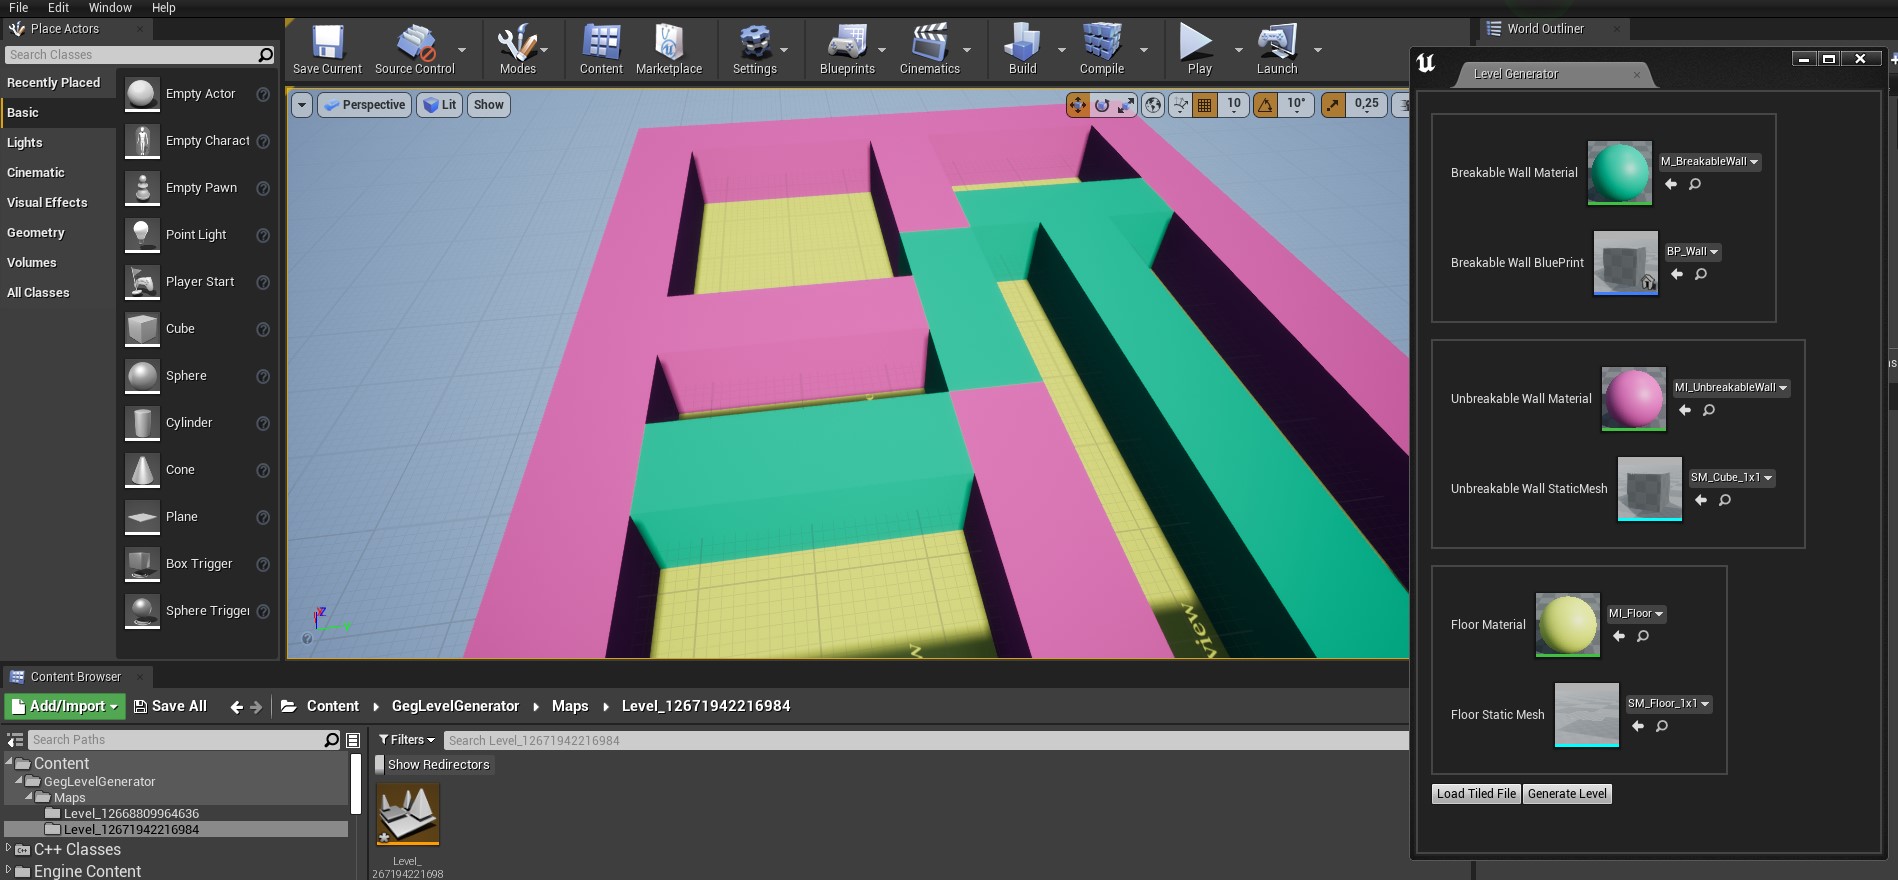 File Edit Window Help
Place Actors
World Outliner
Search Classes
Save Current
Source Control
Modes
Content
Marketplace
Settings
Blueprints
Cinematics
Build
Compile
Play
Launch
Level Generator
Recently Placed
Basic
Lights
Cinematic
Visual Effects
Geometry
Volumes
All Classes
Empty Actor
Empty Charact
Empty Pawn
Point Light
Player Start
Cube
Sphere
Cylinder
Cone
Plane
Box Trigger
Sphere Trigger
Perspective
Lit
Show
10
10°
0,25
Z
view
Breakable Wall Material
M_BreakableWall
Breakable Wall BluePrint
BP_Wall
Unbreakable Wall Material
MI_UnbreakableWall
Unbreakable Wall StaticMesh
SM_Cube_1x1
Floor Material
MI_Floor
Floor Static Mesh
SM_Floor_1x1
Load Tiled File
Generate Level
Content Browser
Add/Import
Save All
Content
GegLevelGenerator
Maps
Level_12671942216984
Search Paths
Filters
Search Level_12671942216984
Show Redirectors
Content
GegLevelGenerator
Maps
Level_12668809964636
Level_12671942216984
C++ Classes
Engine Content
Level_
267194221698